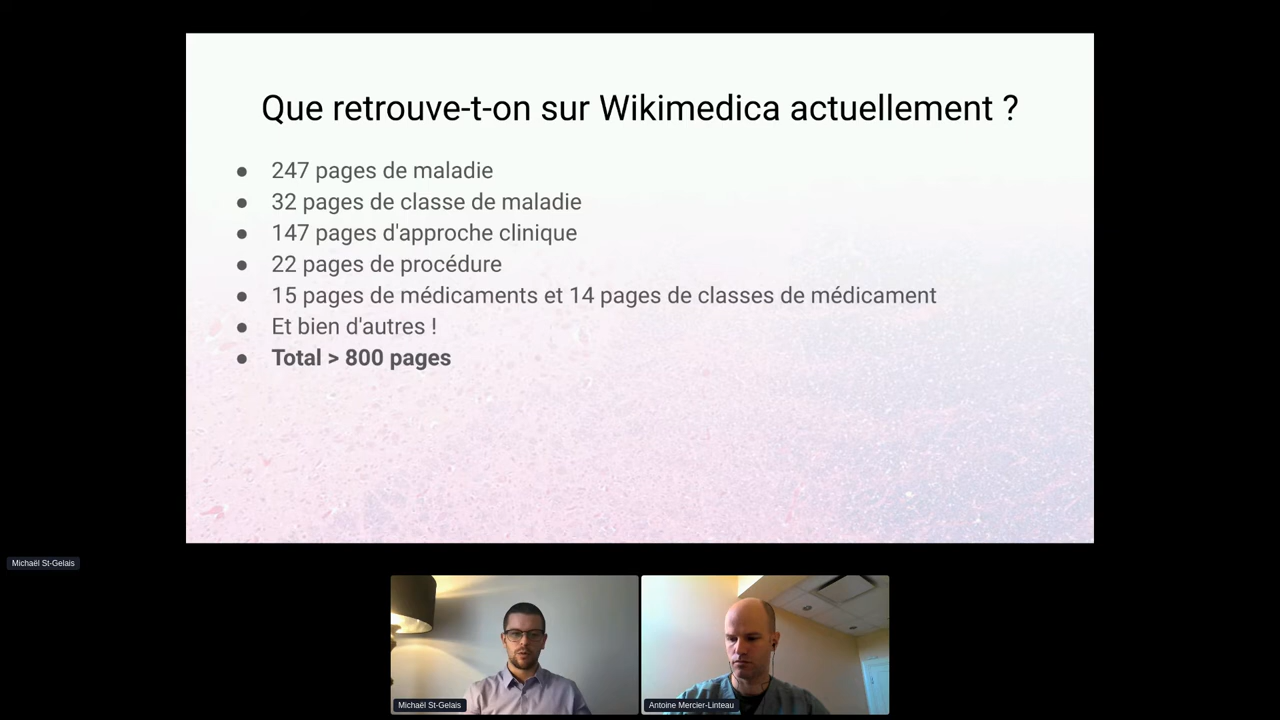 Que retrouve-t-on sur Wikimedica actuellement ?
● 247 pages de maladie
● 32 pages de classe de maladie
● 147 pages d'approche clinique
● 22 pages de procédure
● 15 pages de médicaments et 14 pages de classes de médicament
● Et bien d'autres !
● Total > 800 pages
Michaël St-Gelais
Michaël St-Gelais
Antoine Mercier-Linteau